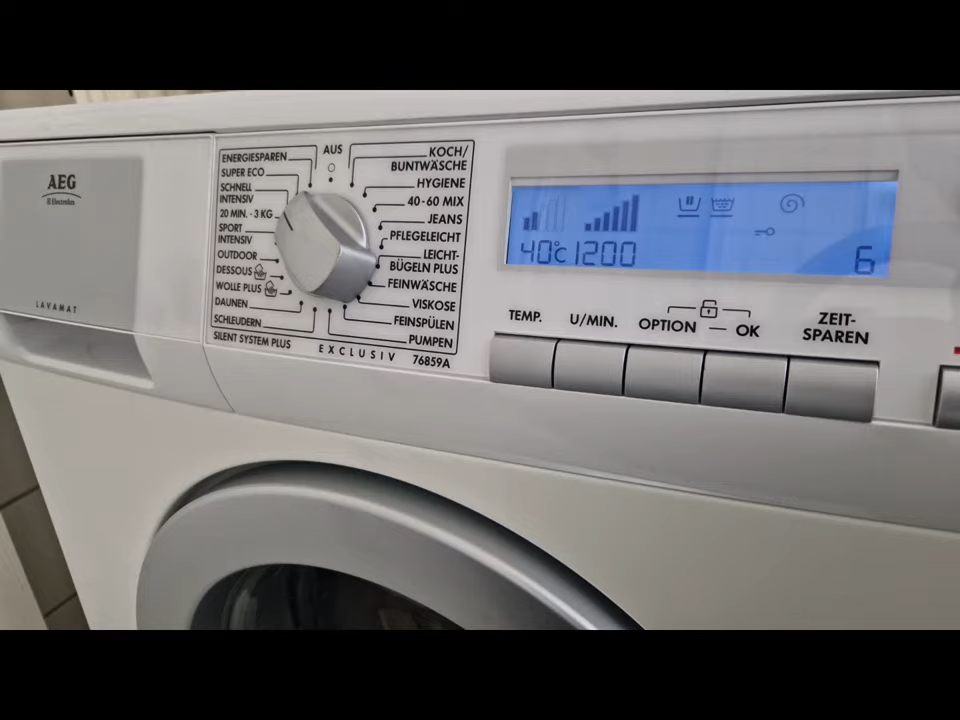 AEG
Electrolux
LAVAMAT
AUS
ENERGIESPAREN
SUPER ECO
SCHNELL
INTENSIV
20 MIN. - 3 KG
SPORT
INTENSIV
OUTDOOR
DESSOUS
WOLLE PLUS
DAUNEN
SCHLEUDERN
SILENT SYSTEM PLUS
KOCH/
BUNTWÄSCHE
HYGIENE
40-60 MIX
JEANS
PFLEGELEICHT
LEICHT-
BÜGELN PLUS
FEINWÄSCHE
VISKOSE
FEINSPÜLEN
PUMPEN
EXCLUSIV 76859A
40°C 1200 6
TEMP. U/MIN. OPTION — OK
ZEIT-
SPAREN